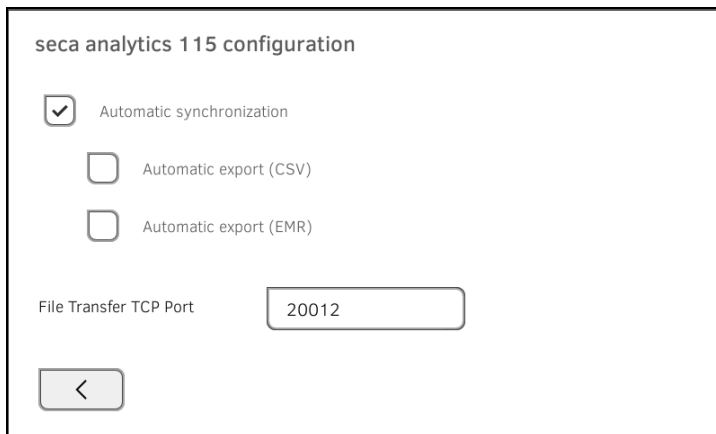 seca analytics 115 configuration
Automatic synchronization
Automatic export (CSV)
Automatic export (EMR)
File Transfer TCP Port
20012